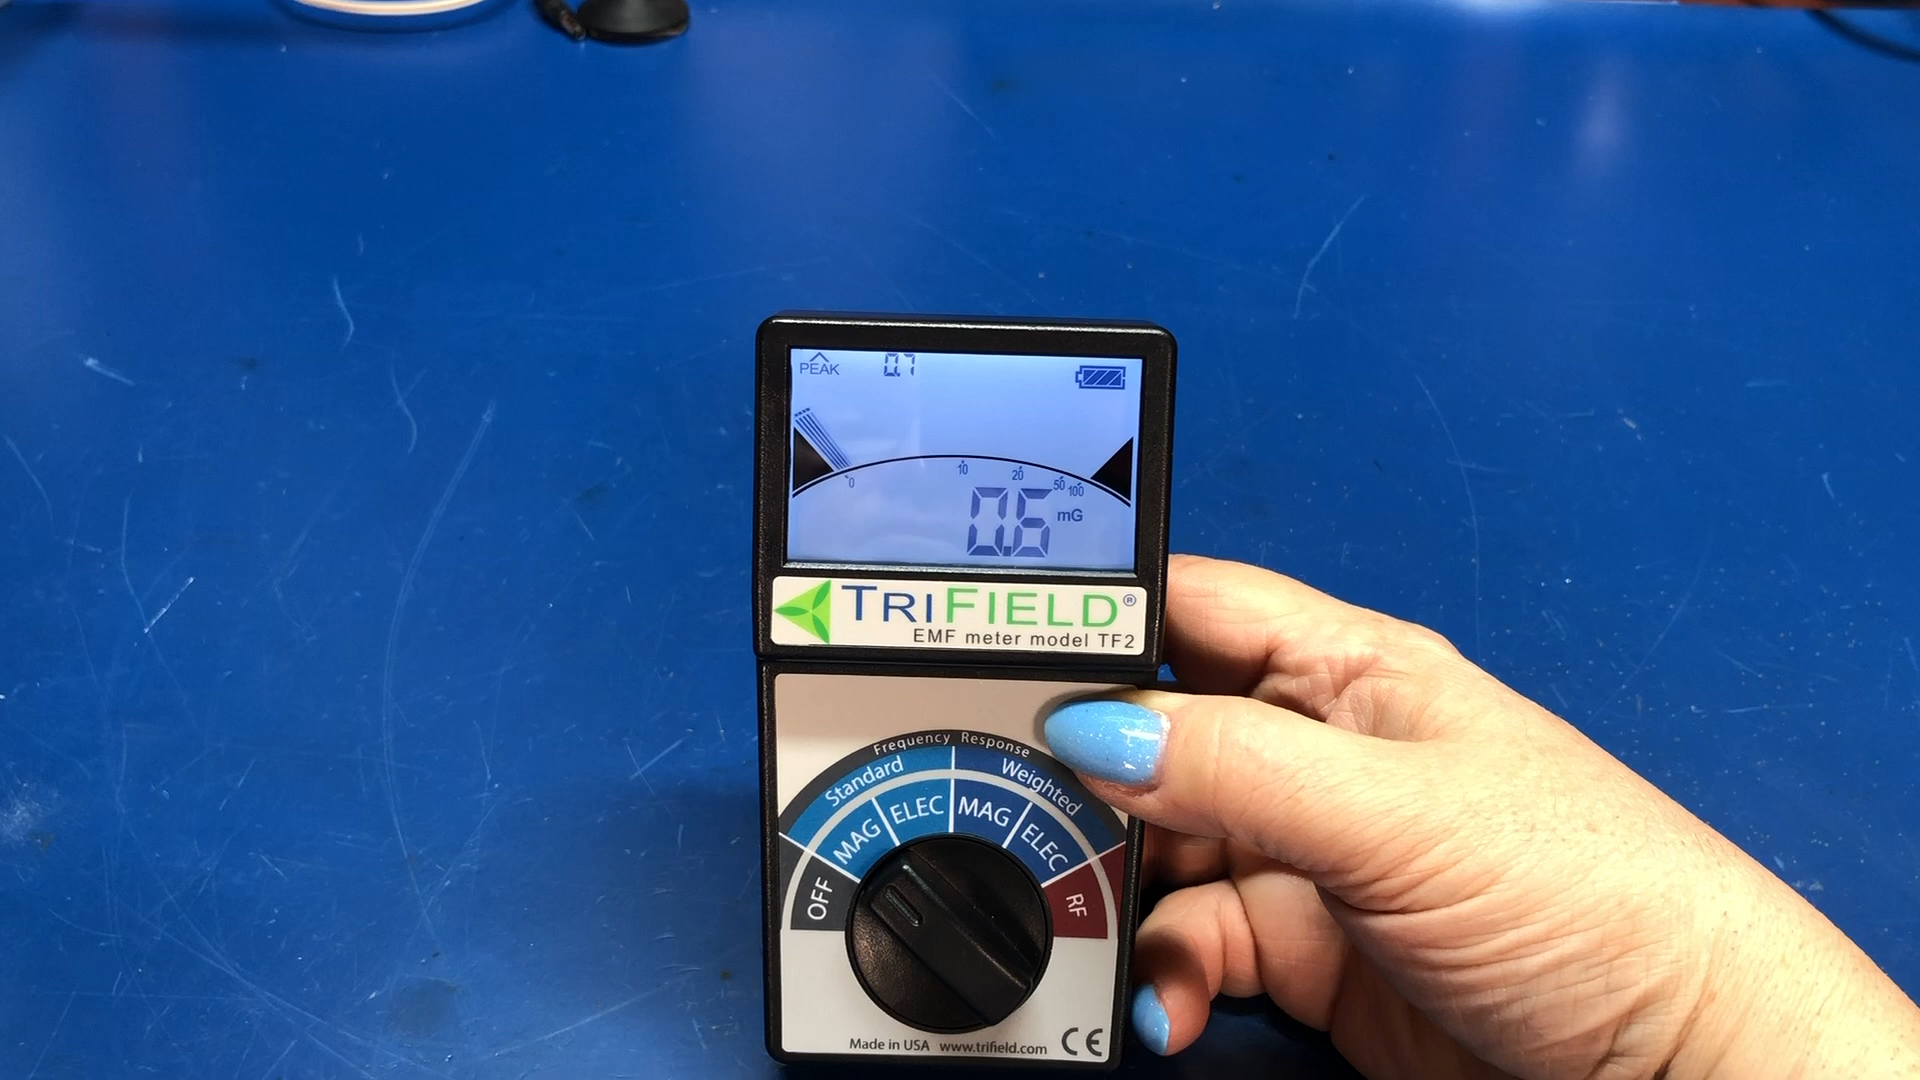 PEAK 0.7
0 10 20 50 100
0.6 mG
TRIFIELD®
EMF meter model TF2
Frequency Response
Standard Weighted
OFF MAG ELEC MAG ELEC RF
Made in USA www.trifield.com CE